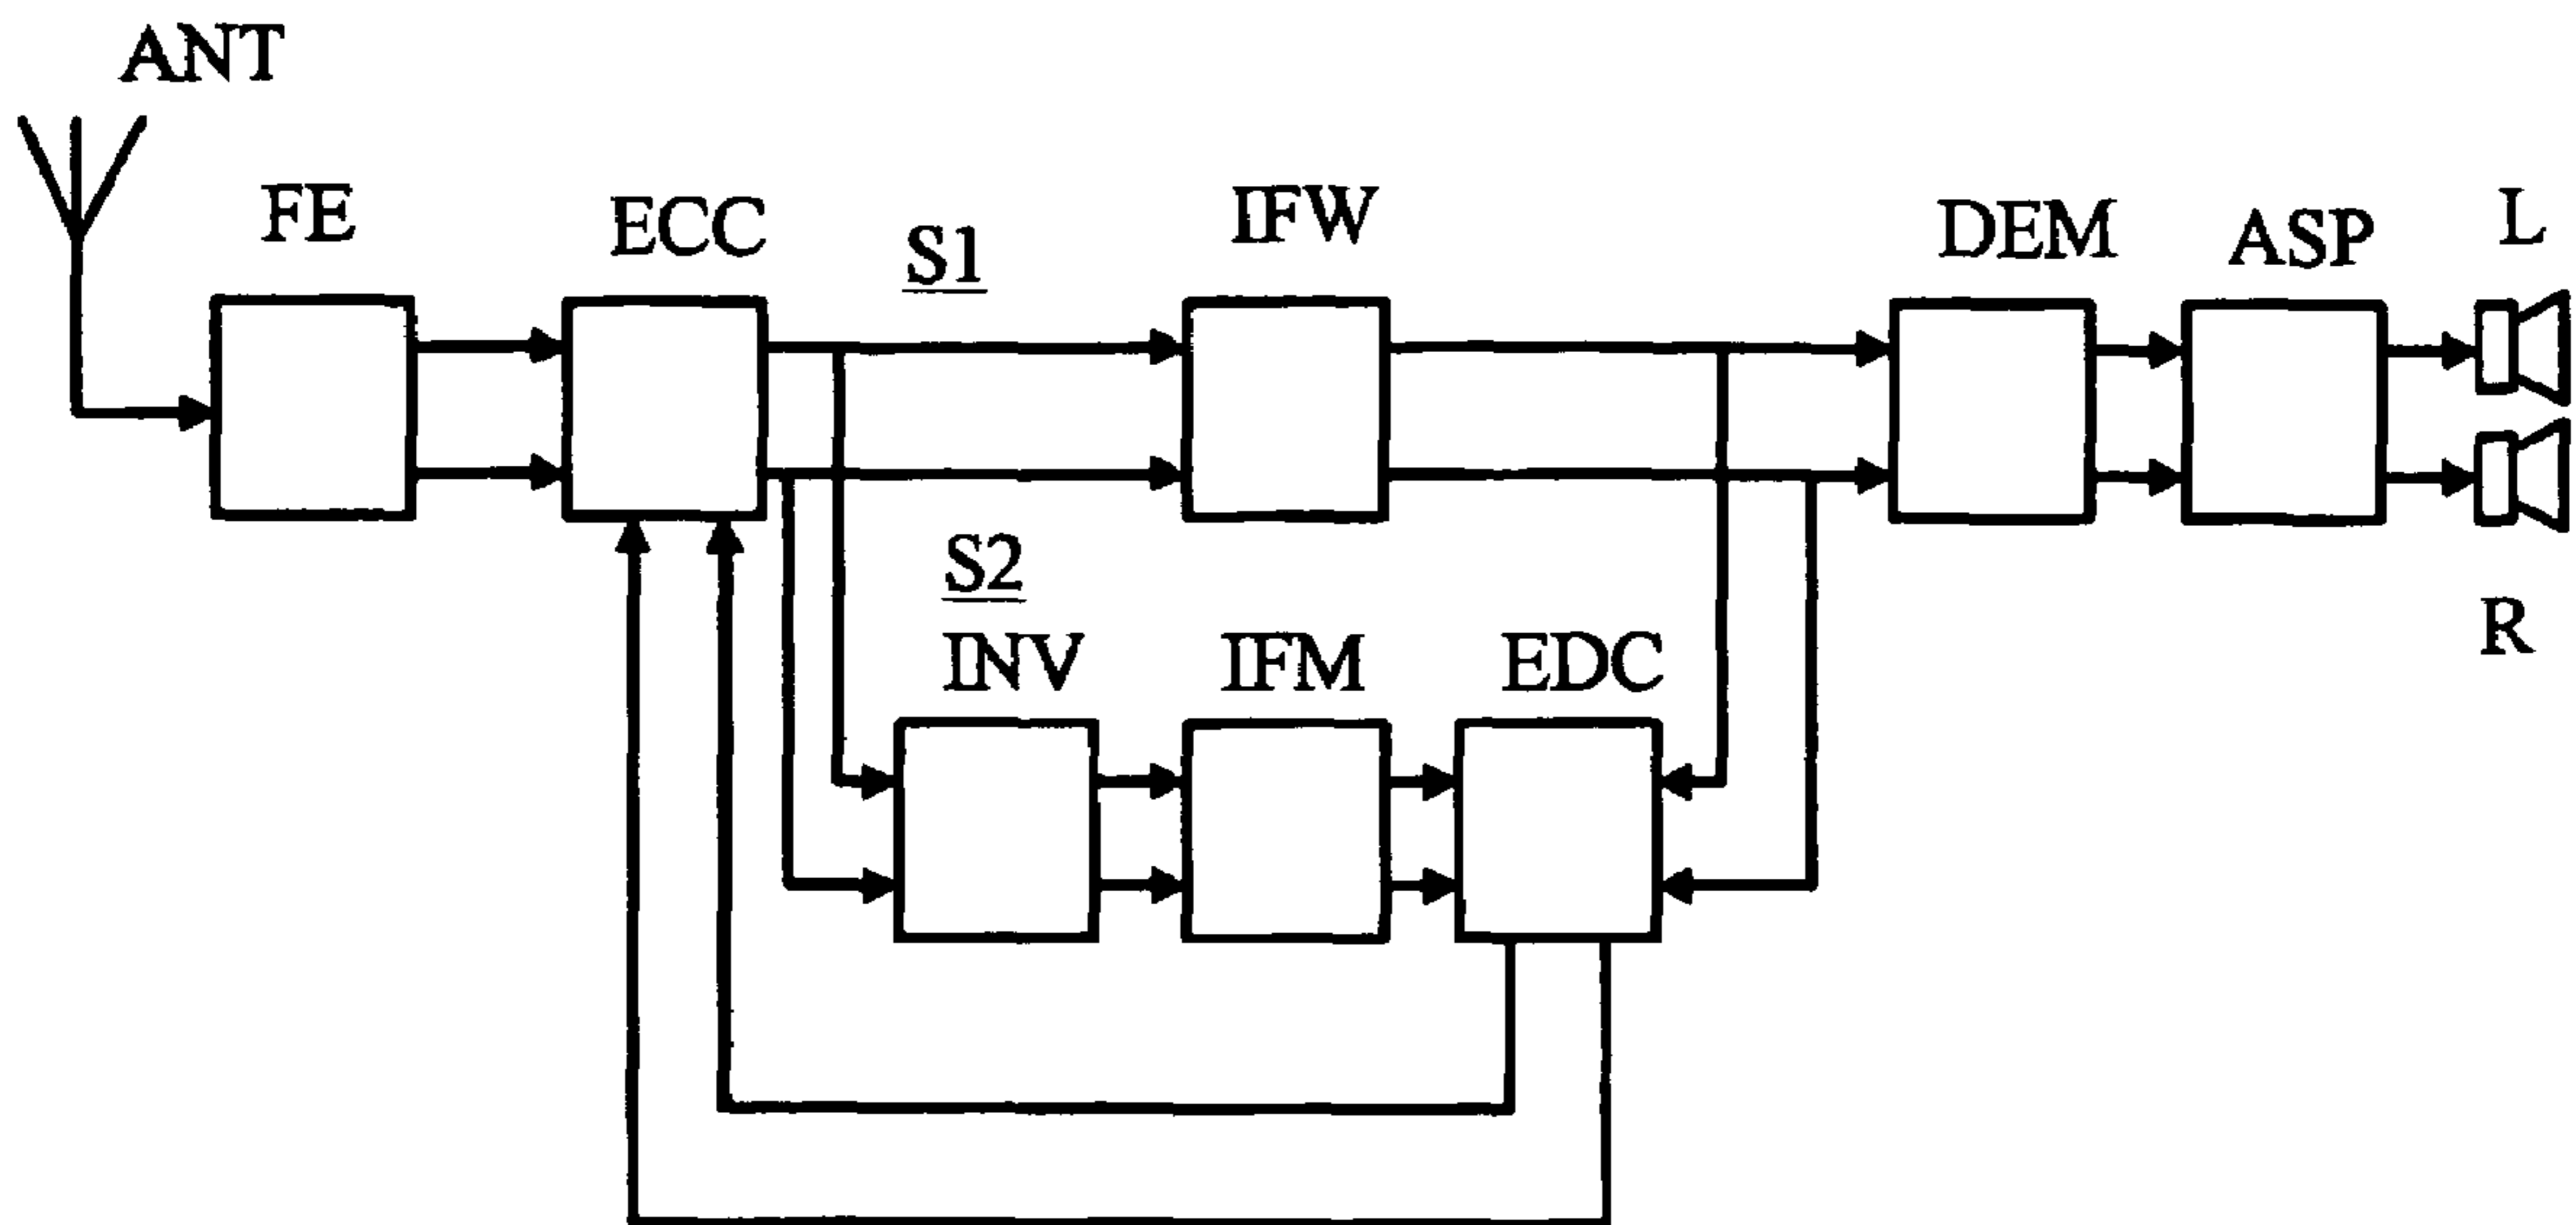 ANT
FE
ECC
S1
IFW
DEM
ASP
L
S2
R
INV
IFM
EDC